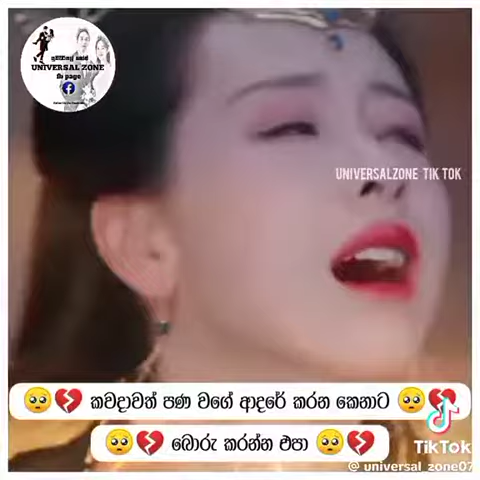 UNIVERSAL ZONE
fb page
UNIVERSALZONE TIK TOK
🥺💔 කවදාවත් පණ වගේ ආදරේ කරන කෙනාට 🥺💔
🥺💔 බොරු කරන්න එපා 🥺💔
TikTok
@universal_zone07